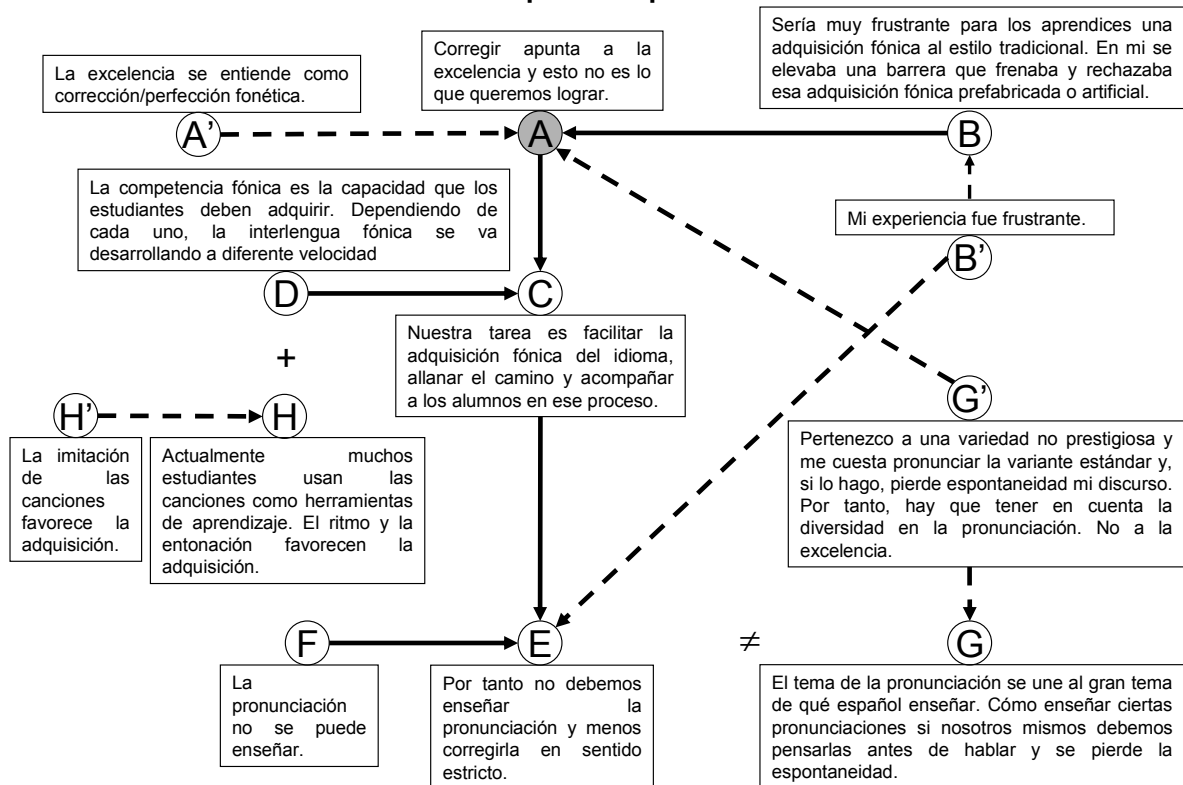 La excelencia se entiende como
corrección/perfección fonética.
Corregir apunta a la
excelencia y esto no es lo
que queremos lograr.
Sería muy frustrante para los aprendices una
adquisición fónica al estilo tradicional. En mi se
elevaba una barrera que frenaba y rechazaba
esa adquisición fónica prefabricada o artificial.
A'
A
B
La competencia fónica es la capacidad que los
estudiantes deben adquirir. Dependiendo de
cada uno, la interlengua fónica se va
desarrollando a diferente velocidad
Mi experiencia fue frustrante.
B'
D
C
Nuestra tarea es facilitar la
adquisición fónica del idioma,
allanar el camino y acompañar
a los alumnos en ese proceso.
+
H'
H
G'
La imitación
de las
canciones
favorece la
adquisición.
Actualmente muchos
estudiantes usan las
canciones como herramientas
de aprendizaje. El ritmo y la
entonación favorecen la
adquisición.
Pertenezco a una variedad no prestigiosa y
me cuesta pronunciar la variante estándar y,
si lo hago, pierde espontaneidad mi discurso.
Por tanto, hay que tener en cuenta la
diversidad en la pronunciación. No a la
excelencia.
F
E
≠
G
La
pronunciación
no se puede
enseñar.
Por tanto no debemos
enseñar la
pronunciación y menos
corregirla en sentido
estricto.
El tema de la pronunciación se une al gran tema
de qué español enseñar. Cómo enseñar ciertas
pronunciaciones si nosotros mismos debemos
pensarlas antes de hablar y se pierde la
espontaneidad.